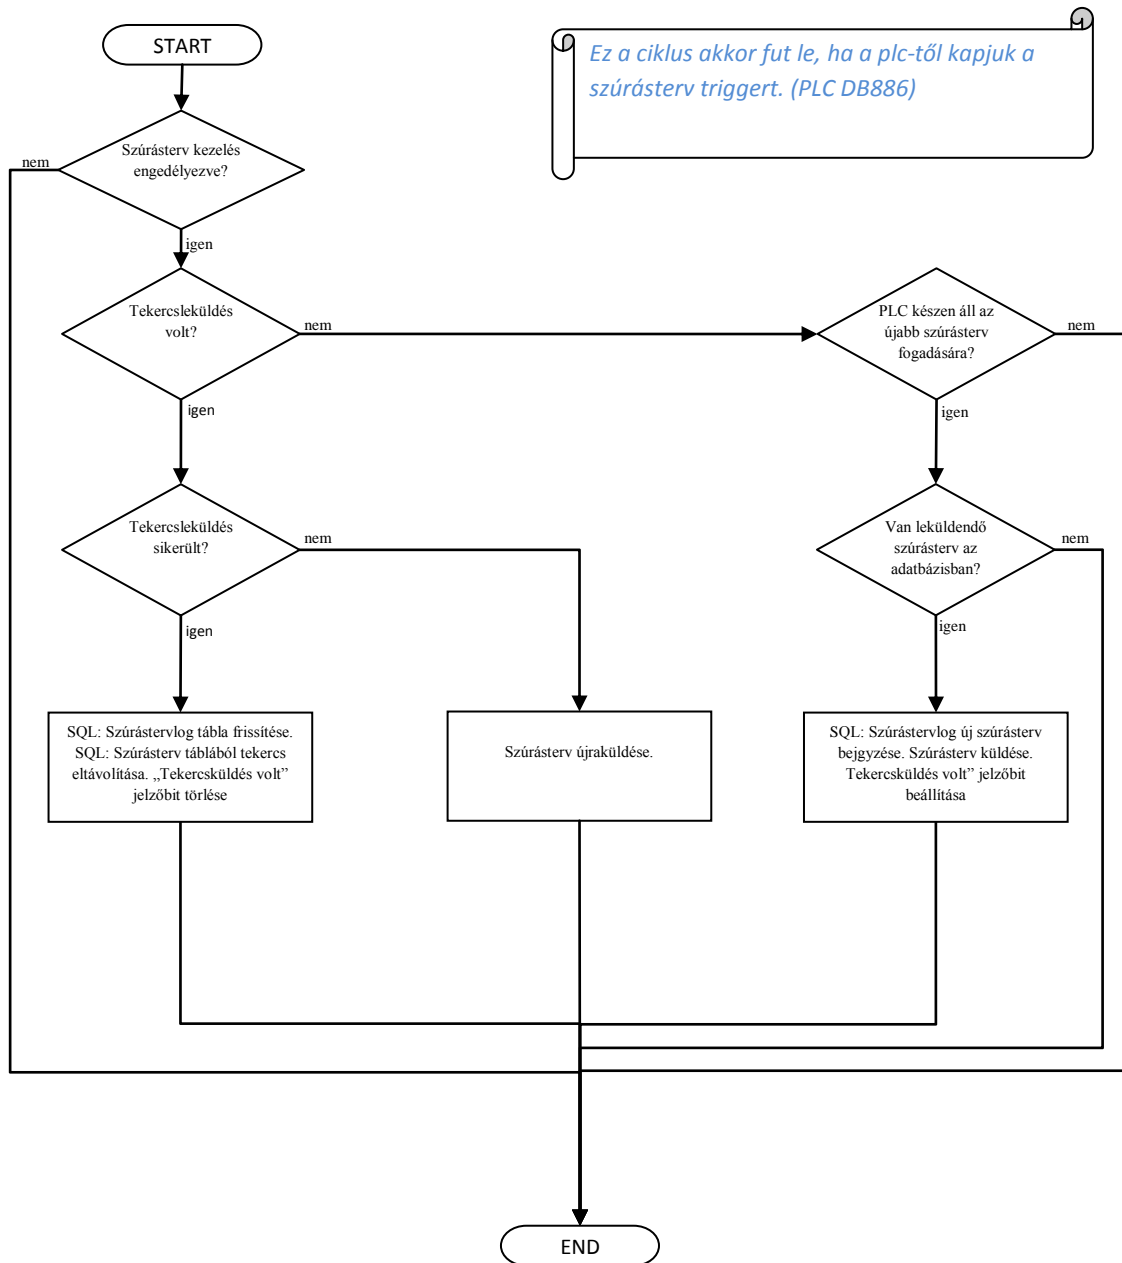 START
Ez a ciklus akkor fut le, ha a plc-től kapjuk a
szúrásterv triggert. (PLC DB886)
Szúrásterv kezelés
engedélyezve?
nem
igen
Tekercsleküldés
volt?
nem
PLC készen áll az
újabb szúrásterv
fogadására?
nem
igen
igen
Tekercsleküldés
sikerült?
nem
Van leküldendő
szúrásterv az
adatbázisban?
nem
igen
igen
SQL: Szúrástervlog tábla frissítése.
SQL: Szúrásterv táblából tekercs
eltávolítása. „Tekercsküldés volt”
jelzőbit törlése
Szúrásterv újraküldése.
SQL: Szúrástervlog új szúrásterv
bejgyzése. Szúrásterv küldése.
Tekercsküldés volt” jelzőbit
beállítása
END